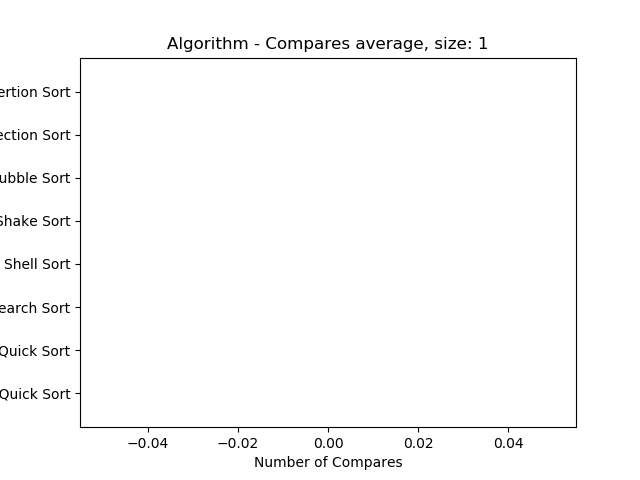 Algorithm - Compares average, size: 1
ertion Sort
ection Sort
ubble Sort
Shake Sort
Shell Sort
earch Sort
Quick Sort
Quick Sort
−0.04 −0.02 0.00 0.02 0.04
Number of Compares